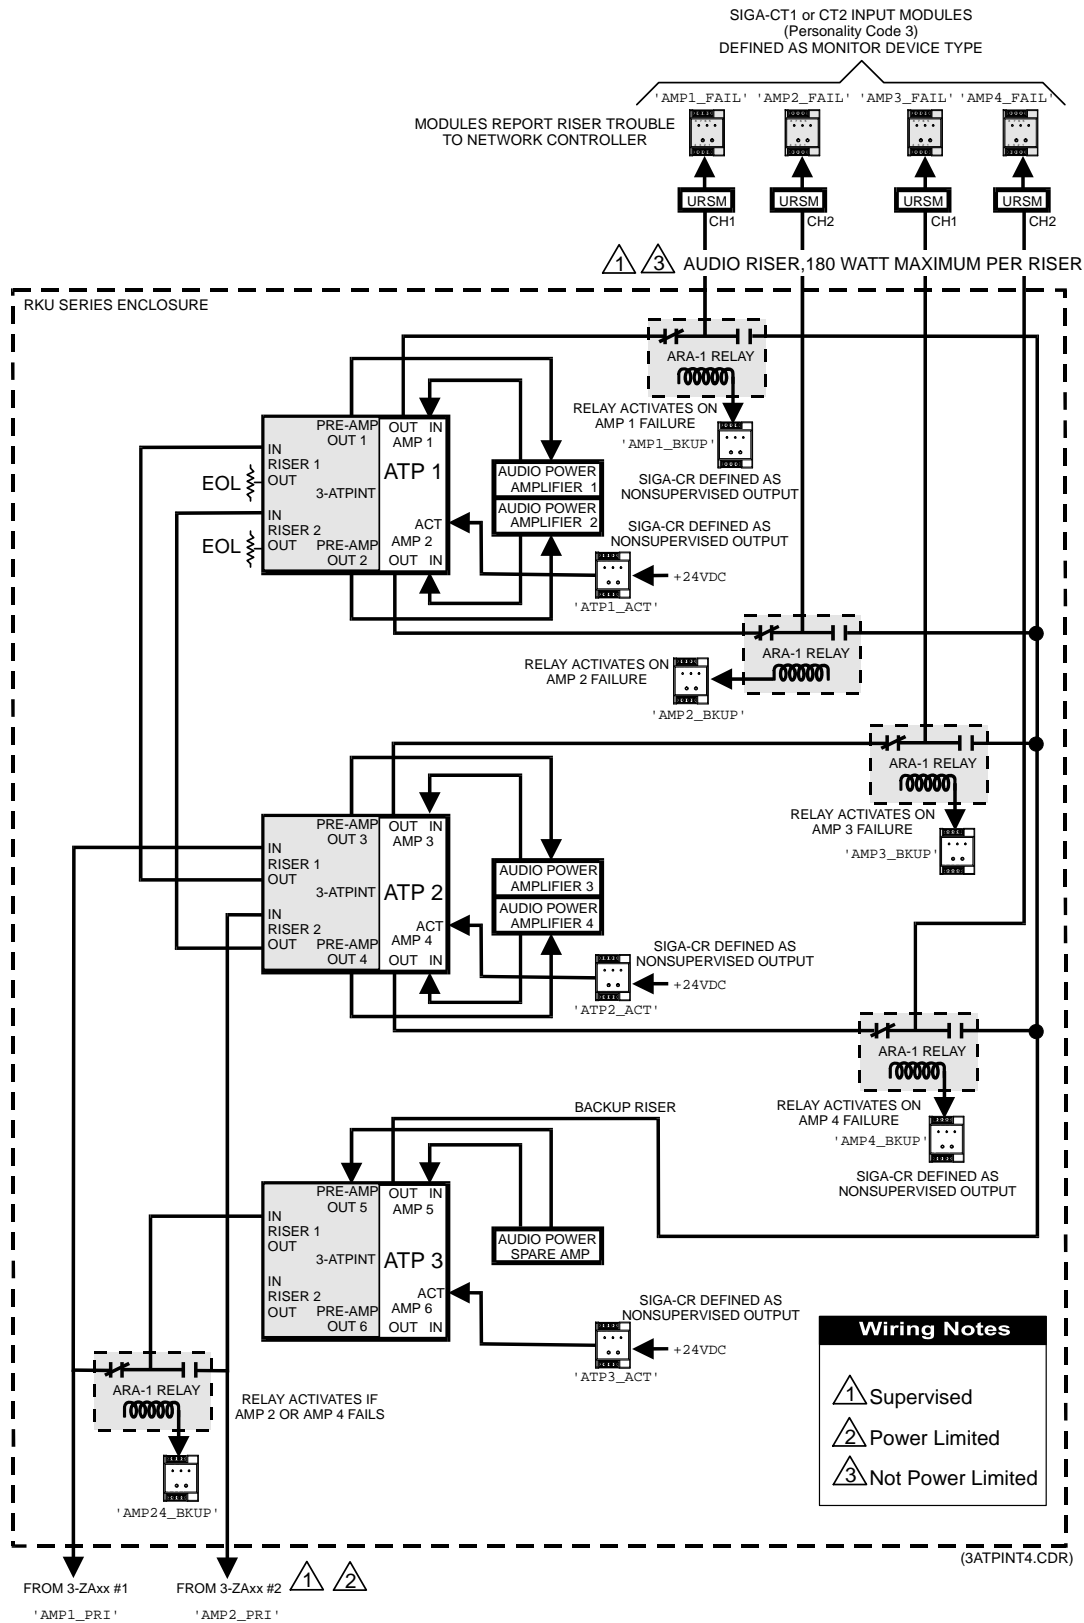 SIGA-CT1 or CT2 INPUT MODULES
(Personality Code 3)
DEFINED AS MONITOR DEVICE TYPE
'AMP1_FAIL' 'AMP2_FAIL' 'AMP3_FAIL' 'AMP4_FAIL'
MODULES REPORT RISER TROUBLE
TO NETWORK CONTROLLER
URSM URSM URSM URSM
CH1 CH2 CH1 CH2
1 3 AUDIO RISER,180 WATT MAXIMUM PER RISER
RKU SERIES ENCLOSURE
ARA-1 RELAY
RELAY ACTIVATES ON
AMP 1 FAILURE
'AMP1_BKUP'
SIGA-CR DEFINED AS
NONSUPERVISED OUTPUT
PRE-AMP
OUT 1
OUT IN
AMP 1
IN
RISER 1
OUT
EOL
3-ATPINT
ATP 1
IN
RISER 2
OUT
EOL
PRE-AMP
OUT 2
ACT
AMP 2
OUT IN
AUDIO POWER
AMPLIFIER 1
AUDIO POWER
AMPLIFIER 2
SIGA-CR DEFINED AS
NONSUPERVISED OUTPUT
+24VDC
'ATP1_ACT'
ARA-1 RELAY
RELAY ACTIVATES ON
AMP 2 FAILURE
'AMP2_BKUP'
ARA-1 RELAY
RELAY ACTIVATES ON
AMP 3 FAILURE
'AMP3_BKUP'
PRE-AMP
OUT 3
OUT IN
AMP 3
IN
RISER 1
OUT
3-ATPINT
ATP 2
IN
RISER 2
OUT
PRE-AMP
OUT 4
ACT
AMP 4
OUT IN
AUDIO POWER
AMPLIFIER 3
AUDIO POWER
AMPLIFIER 4
SIGA-CR DEFINED AS
NONSUPERVISED OUTPUT
+24VDC
'ATP2_ACT'
ARA-1 RELAY
RELAY ACTIVATES ON
AMP 4 FAILURE
'AMP4_BKUP'
SIGA-CR DEFINED AS
NONSUPERVISED OUTPUT
BACKUP RISER
PRE-AMP
OUT 5
OUT IN
AMP 5
IN
RISER 1
OUT
3-ATPINT
ATP 3
IN
RISER 2
OUT
PRE-AMP
OUT 6
ACT
AMP 6
OUT IN
AUDIO POWER
SPARE AMP
SIGA-CR DEFINED AS
NONSUPERVISED OUTPUT
+24VDC
'ATP3_ACT'
ARA-1 RELAY
RELAY ACTIVATES IF
AMP 2 OR AMP 4 FAILS
'AMP24_BKUP'
Wiring Notes
1 Supervised
2 Power Limited
3 Not Power Limited
(3ATPINT4.CDR)
FROM 3-ZAxx #1
'AMP1_PRI'
FROM 3-ZAxx #2 1 2
'AMP2_PRI'